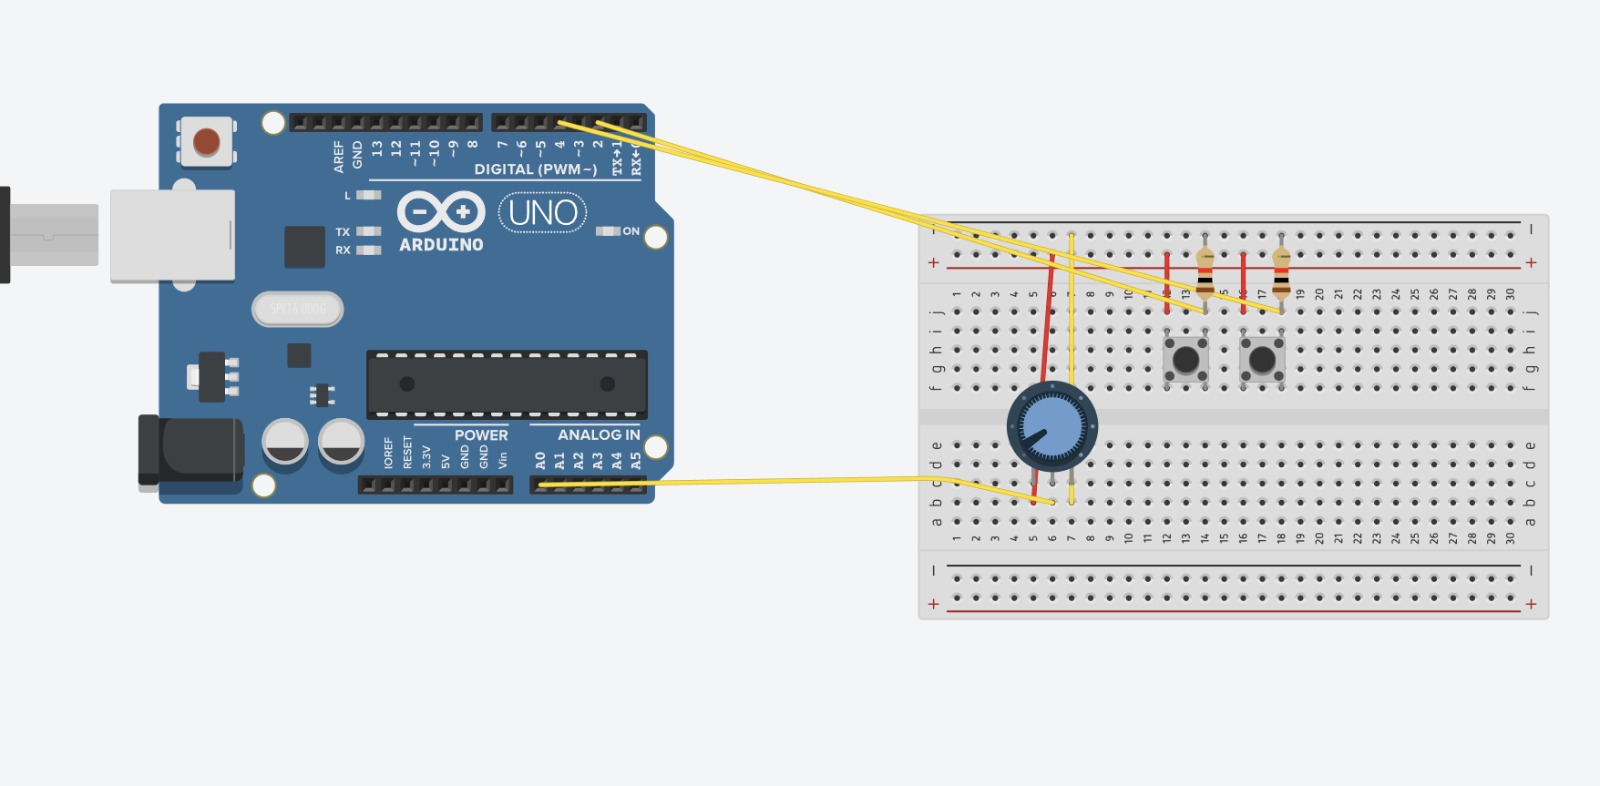 AREF
GND
13
12
~11
~10
~9
8
7
~6
~5
4
~3
2
TX→1
RX←0
DIGITAL (PWM~)
L
TX
RX
UNO
ARDUINO
ON
SPK16.000G
POWER
ANALOG IN
IOREF
RESET
3.3V
5V
GND
GND
Vin
A0
A1
A2
A3
A4
A5
− −
+ +
1 2 3 4 5 6 7 8 9 10 11 12 13 14 15 16 17 18 19 20 21 22 23 24 25 26 27 28 29 30
j j
i i
h h
g g
f f
e e
d d
c c
b b
a a
1 2 3 4 5 6 7 8 9 10 11 12 13 14 15 16 17 18 19 20 21 22 23 24 25 26 27 28 29 30
− −
+ +